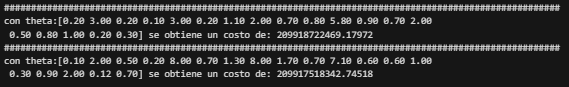 ########################################################################################################
con theta:[0.20 3.00 0.20 0.10 3.00 0.20 1.10 2.00 0.70 0.80 5.80 0.90 0.70 2.00
 0.50 0.80 1.00 0.20 0.30] se obtiene un costo de: 209918722469.17972
########################################################################################################
con theta:[0.10 2.00 0.50 0.20 8.00 0.70 1.30 8.00 1.70 0.70 7.10 0.60 0.60 1.00
 0.30 0.90 2.00 0.12 0.70] se obtiene un costo de: 209917518342.74518